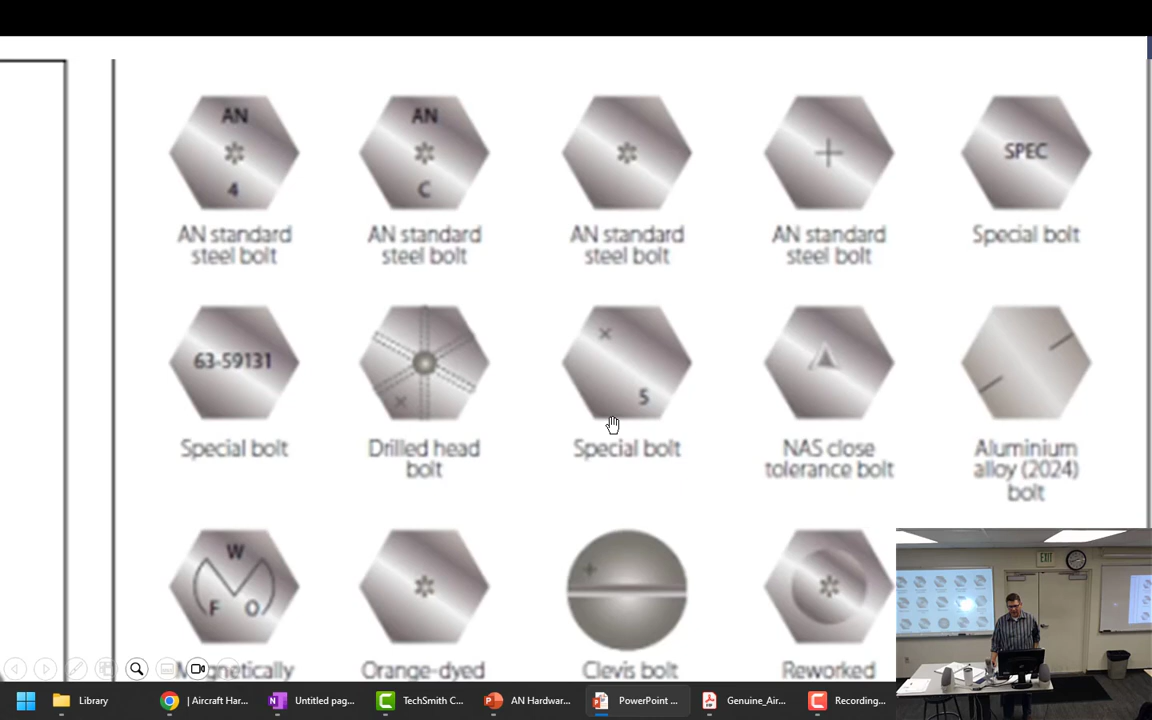 AN
4
AN
C
SPEC
AN standard
steel bolt
AN standard
steel bolt
AN standard
steel bolt
AN standard
steel bolt
Special bolt
63-59131
5
Special bolt
Drilled head
bolt
Special bolt
NAS close
tolerance bolt
Aluminium
alloy (2024)
bolt
W
F O
Magnetically
Orange-dyed
Clevis bolt
Reworked
EXIT
Library
| Aircraft Har...
Untitled pag...
TechSmith C...
AN Hardwar...
PowerPoint ...
Genuine_Air...
Recording...